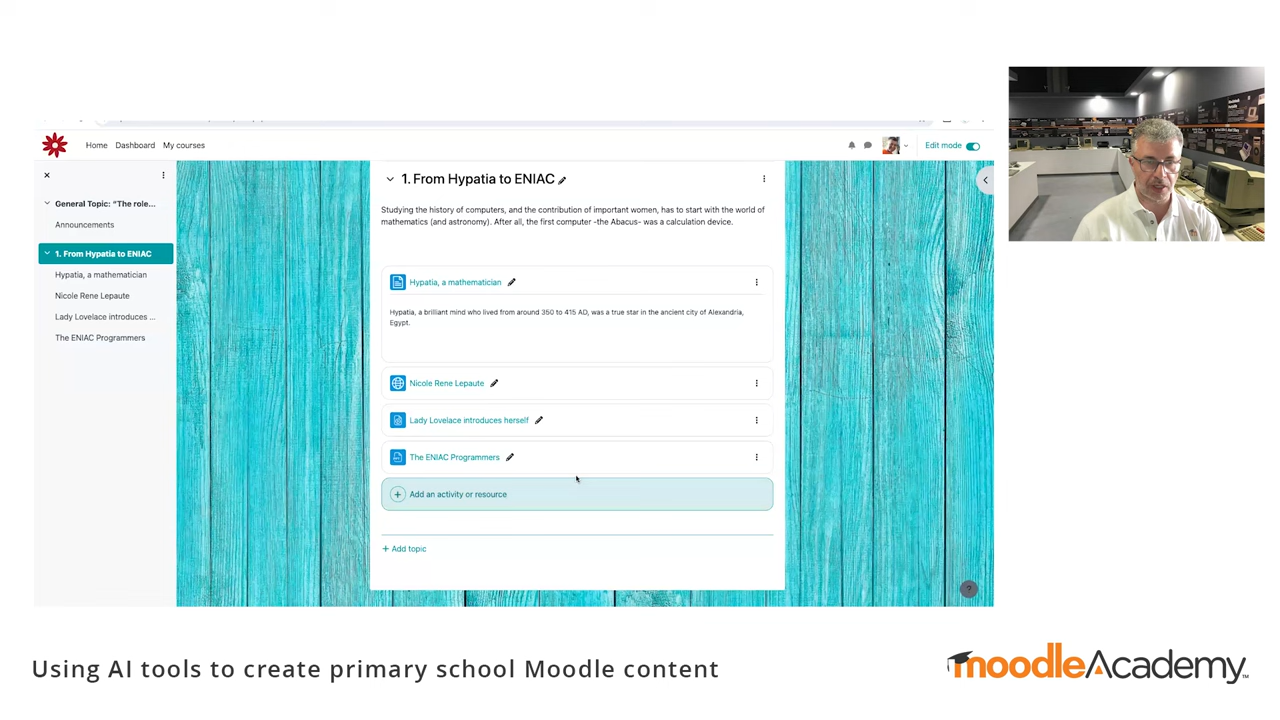 Home Dashboard My courses
Edit mode
General Topic: “The role...
Announcements
1. From Hypatia to ENIAC
Hypatia, a mathematician
Nicole Rene Lepaute
Lady Lovelace introduces ...
The ENIAC Programmers
1. From Hypatia to ENIAC
Studying the history of computers, and the contribution of important women, has to start with the world of
mathematics (and astronomy). After all, the first computer -the Abacus- was a calculation device.
Hypatia, a mathematician
Hypatia, a brilliant mind who lived from around 350 to 415 AD, was a true star in the ancient city of Alexandria,
Egypt.
Nicole Rene Lepaute
Lady Lovelace introduces herself
The ENIAC Programmers
+ Add an activity or resource
+ Add topic
?
Using AI tools to create primary school Moodle content
moodleAcademy™